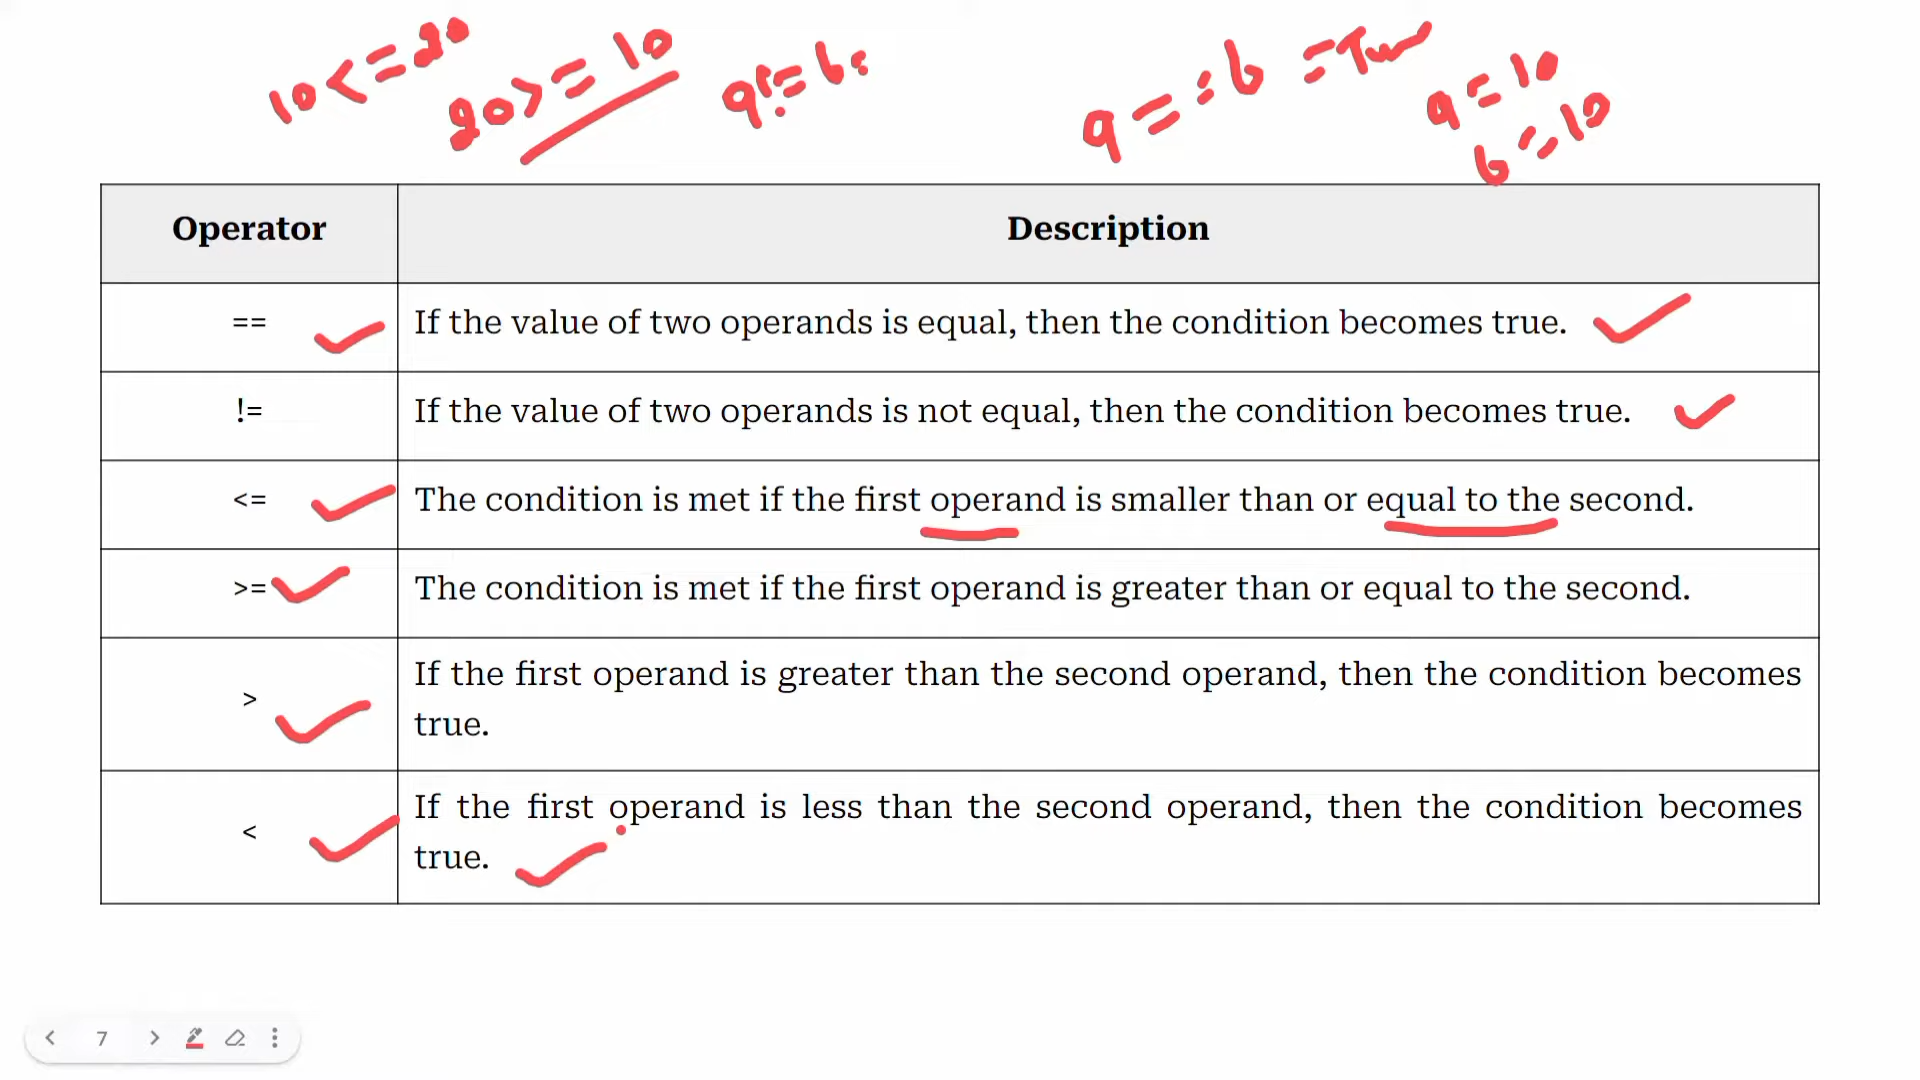 10<=20
20>=10
a!=b
a==b =True
a=10
b=10
Operator
Description
==
If the value of two operands is equal, then the condition becomes true.
!=
If the value of two operands is not equal, then the condition becomes true.
<=
The condition is met if the first operand is smaller than or equal to the second.
>=
The condition is met if the first operand is greater than or equal to the second.
>
If the first operand is greater than the second operand, then the condition becomes
true.
<
If the first operand is less than the second operand, then the condition becomes
true.
7